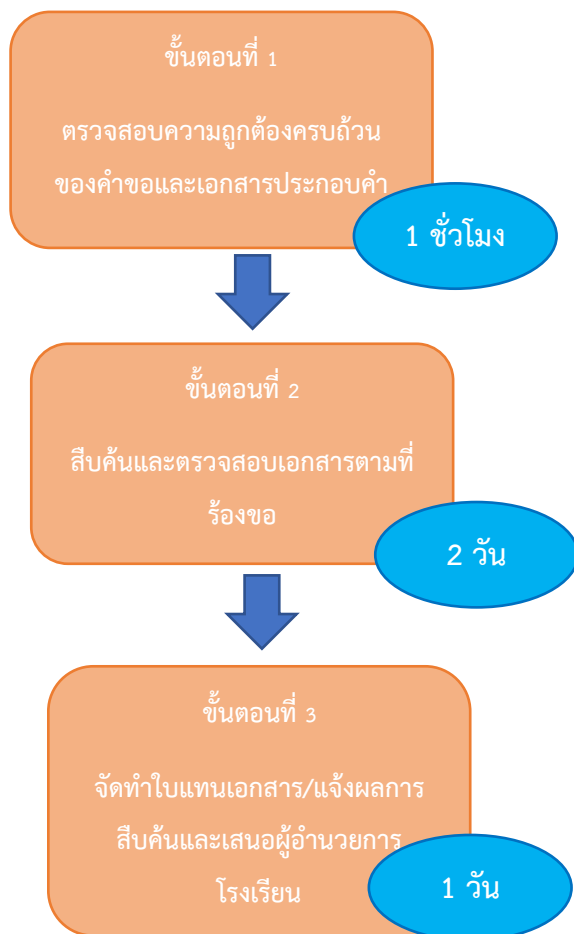 ขั้นตอนที่ 1
ตรวจสอบความถูกต้องครบถ้วน
ของคำขอและเอกสารประกอบคำ
1 ชั่วโมง
ขั้นตอนที่ 2
สืบค้นและตรวจสอบเอกสารตามที่
ร้องขอ
2 วัน
ขั้นตอนที่ 3
จัดทำใบแทนเอกสาร/แจ้งผลการ
สืบค้นและเสนอผู้อำนวยการ
โรงเรียน
1 วัน